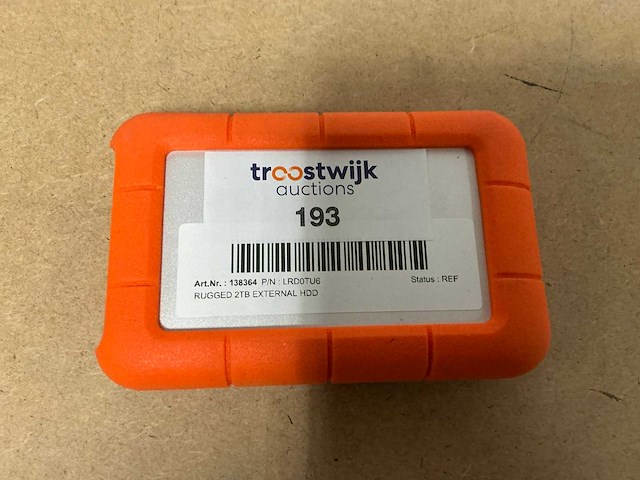 troostwijk
auctions
193
Art.Nr. : 138364 P/N : LRD0TU6 Status : REF
RUGGED 2TB EXTERNAL HDD